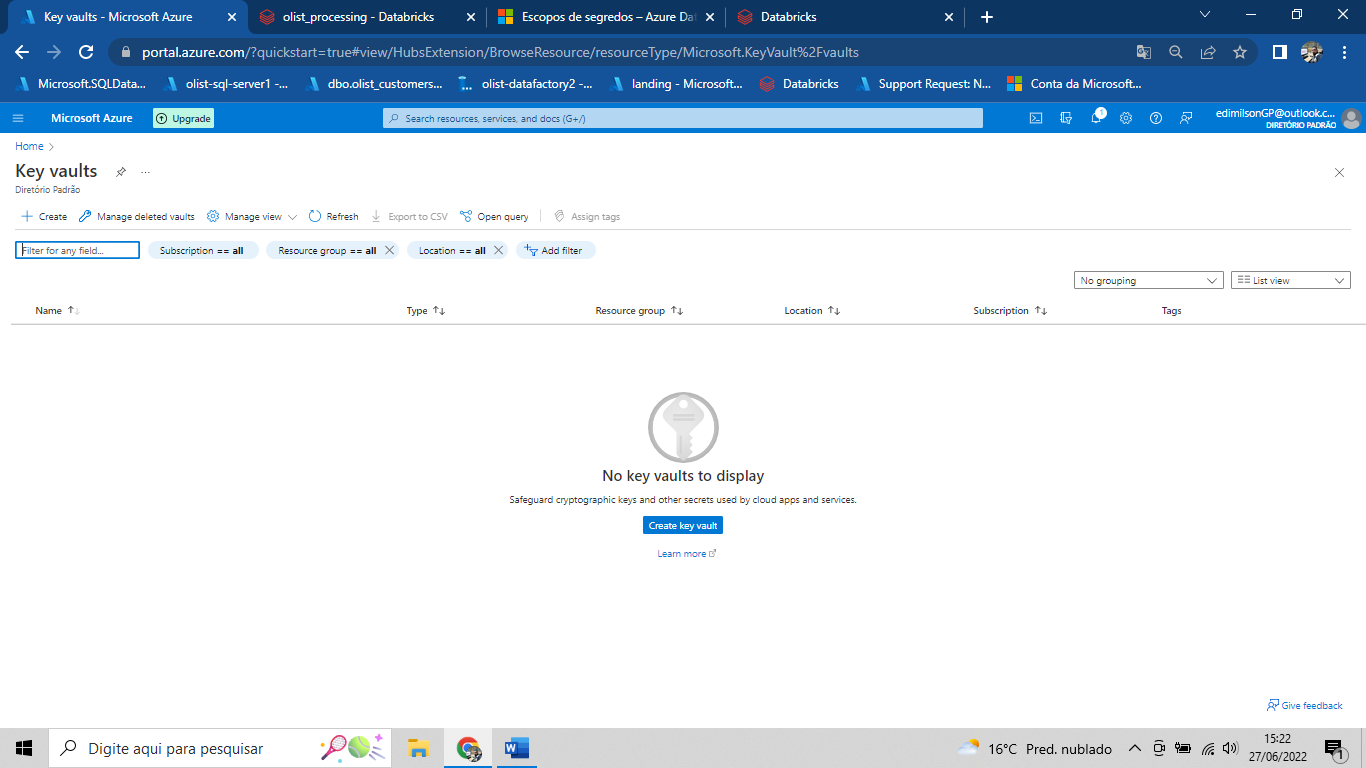 Key vaults - Microsoft Azure
olist_processing - Databricks
Escopos de segredos – Azure Da
Databricks
portal.azure.com/?quickstart=true#view/HubsExtension/BrowseResource/resourceType/Microsoft.KeyVault%2Fvaults
Microsoft.SQLData... olist-sql-server1 -... dbo.olist_customers... olist-datafactory2 -... landing - Microsoft... Databricks Support Request: N... Conta da Microsoft...
Microsoft Azure Upgrade Search resources, services, and docs (G+/) 1 edimilsonGP@outlook.c...
DIRETÓRIO PADRÃO
Home >
Key vaults ...
Diretório Padrão
Create Manage deleted vaults Manage view Refresh Export to CSV Open query Assign tags
Filter for any field... Subscription == all Resource group == all Location == all Add filter
No grouping List view
Name Type Resource group Location Subscription Tags
No key vaults to display
Safeguard cryptographic keys and other secrets used by cloud apps and services.
Create key vault
Learn more
Give feedback
Digite aqui para pesquisar 16°C Pred. nublado 15:22
27/06/2022
1